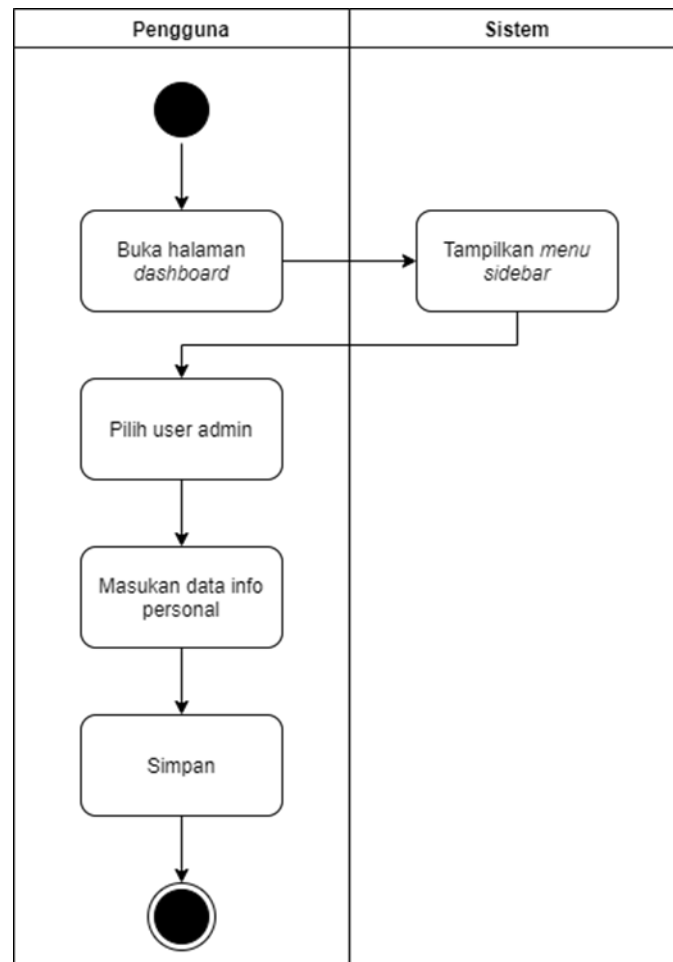 Pengguna
Sistem
Buka halaman
dashboard
Tampilkan menu
sidebar
Pilih user admin
Masukan data info
personal
Simpan